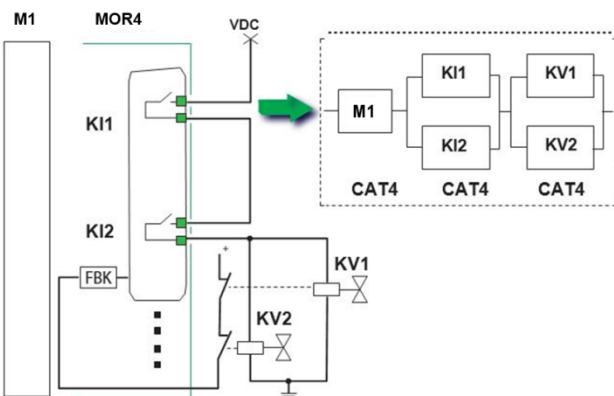 M1
MOR4
VDC
KI1
KI2
FBK
+
KV1
KV2
M1
KI1
KV1
KI2
KV2
CAT4
CAT4
CAT4